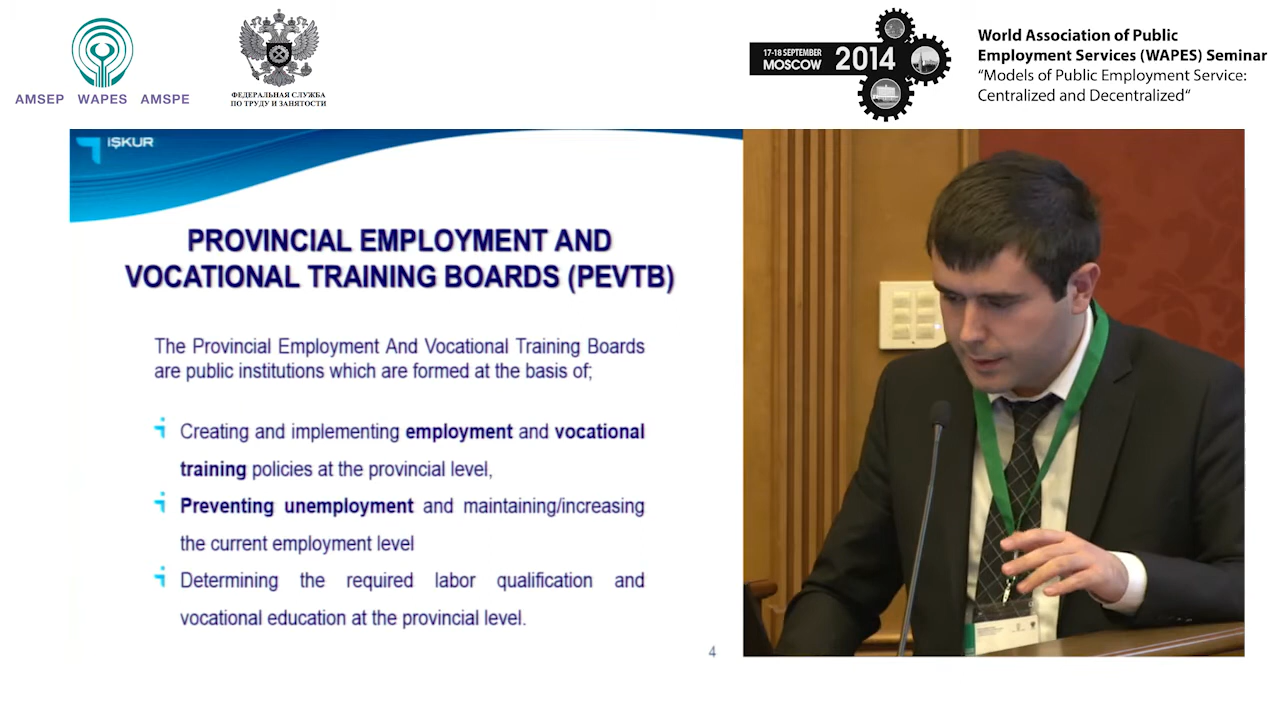 AMSEP WAPES AMSPE
ФЕДЕРАЛЬНАЯ СЛУЖБА
ПО ТРУДУ И ЗАНЯТОСТИ
17-18 SEPTEMBER
MOSCOW
2014
World Association of Public
Employment Services (WAPES) Seminar
“Models of Public Employment Service:
Centralized and Decentralized“
İŞKUR
PROVINCIAL EMPLOYMENT AND
VOCATIONAL TRAINING BOARDS (PEVTB)
The Provincial Employment And Vocational Training Boards
are public institutions which are formed at the basis of;
Creating and implementing employment and vocational
training policies at the provincial level,
Preventing unemployment and maintaining/increasing
the current employment level
Determining the required labor qualification and
vocational education at the provincial level.
4